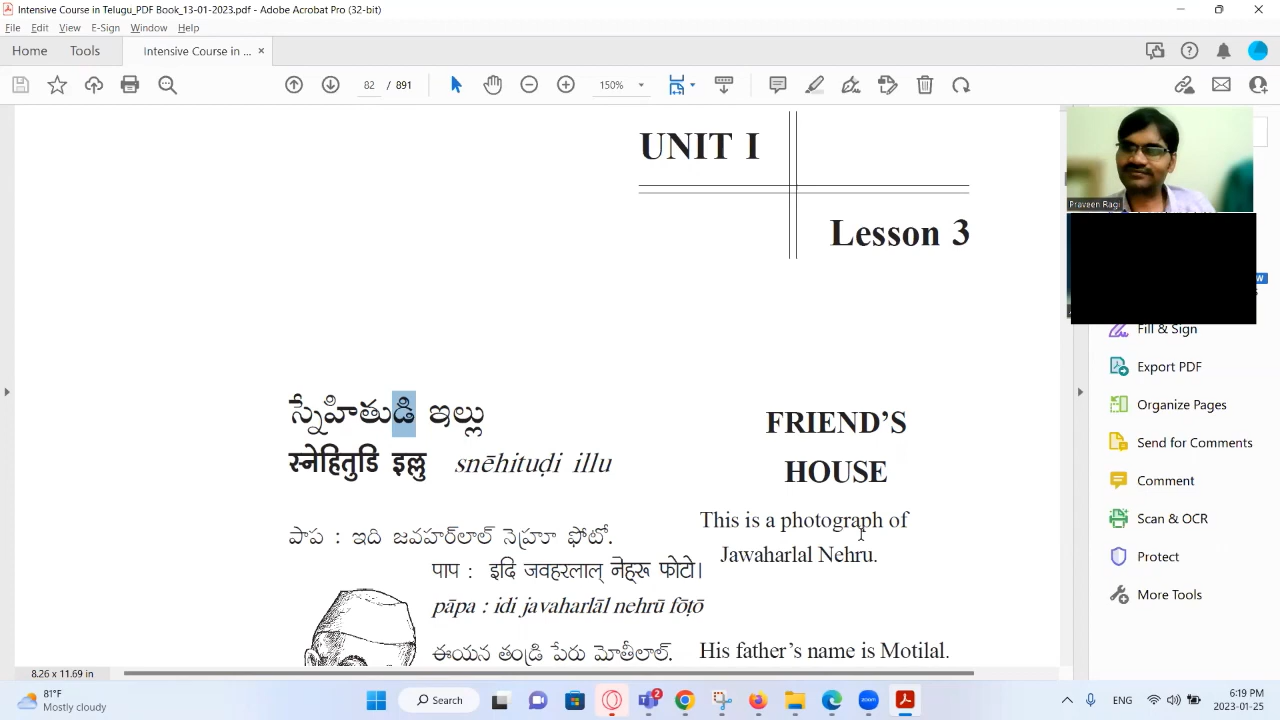 Intensive Course in Telugu_PDF Book_13-01-2023.pdf - Adobe Acrobat Pro (32-bit)
File Edit View E-Sign Window Help
Home Tools Intensive Course in ... ×
82 / 891 150%
UNIT I
Lesson 3
Praveen Ragi
Fill & Sign
Export PDF
Organize Pages
Send for Comments
Comment
Scan & OCR
Protect
More Tools
స్నేహితుడి ఇల్లు
स्नेहितुडि इल्लु snēhituḍi illu
FRIEND'S
HOUSE
పాప : ఇది జవహర్‌లాల్ నెహ్రూ ఫోటో.
पाप : इदि जवहरलाल् नेहरू फोटो।
pāpa : idi javaharlāl nehrū fōṭō
This is a photograph of
Jawaharlal Nehru.
ఈయన తండ్రి పేరు మోతీలాల్.
His father's name is Motilal.
8.26 x 11.69 in
81°F
Mostly cloudy
Search
2
zoom
ENG
6:19 PM
2023-01-25